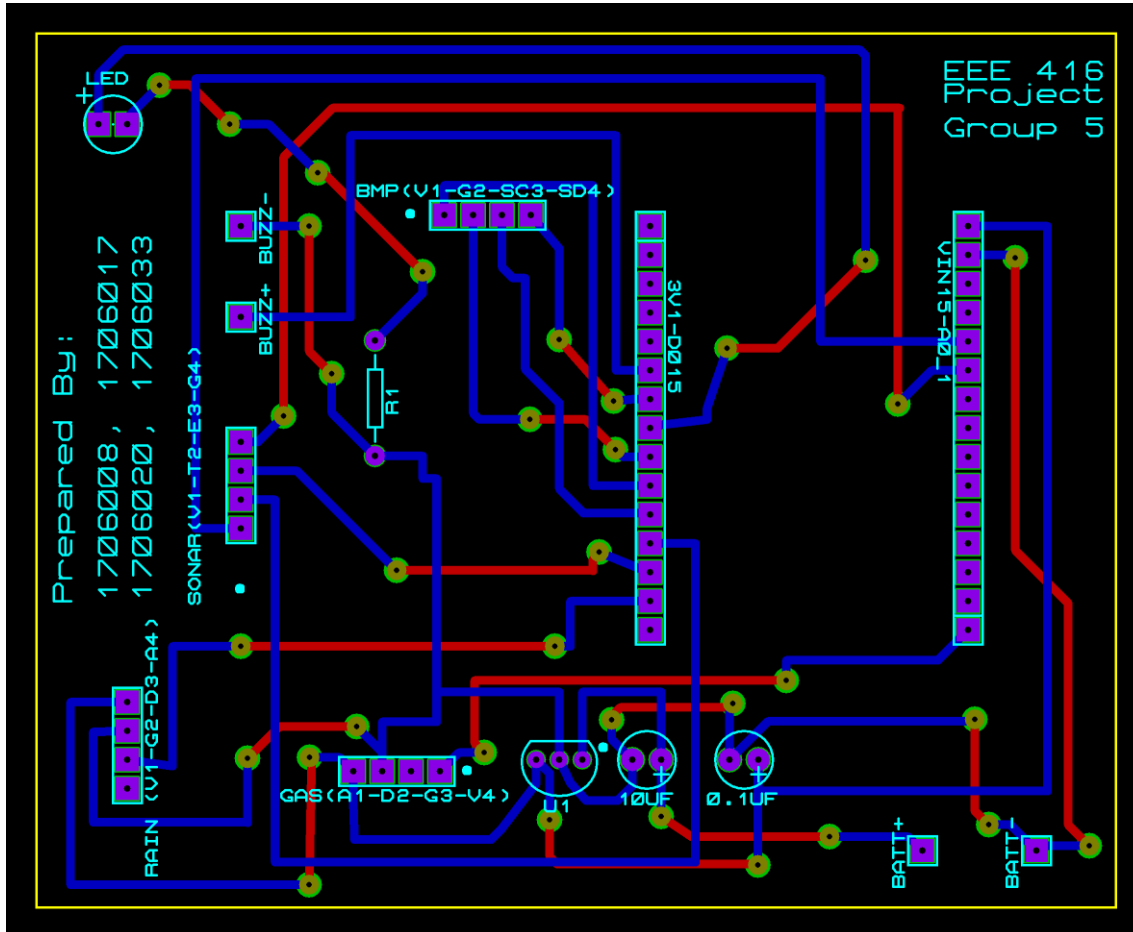 LED
+
EEE 416
Project
Group 5
BMP(V1-G2-SC3-SD4)
BUZZ-
BUZZ+
3V1-D015
VIN15-A0_1
Prepared By:
1706008, 1706017
1706020, 1706033
R1
SONAR(V1-T2-E3-G4)
RAIN (V1-G2-D3-A4)
GAS(A1-D2-G3-V4)
U1
+
10UF
+
0.1UF
BATT+
BATT-